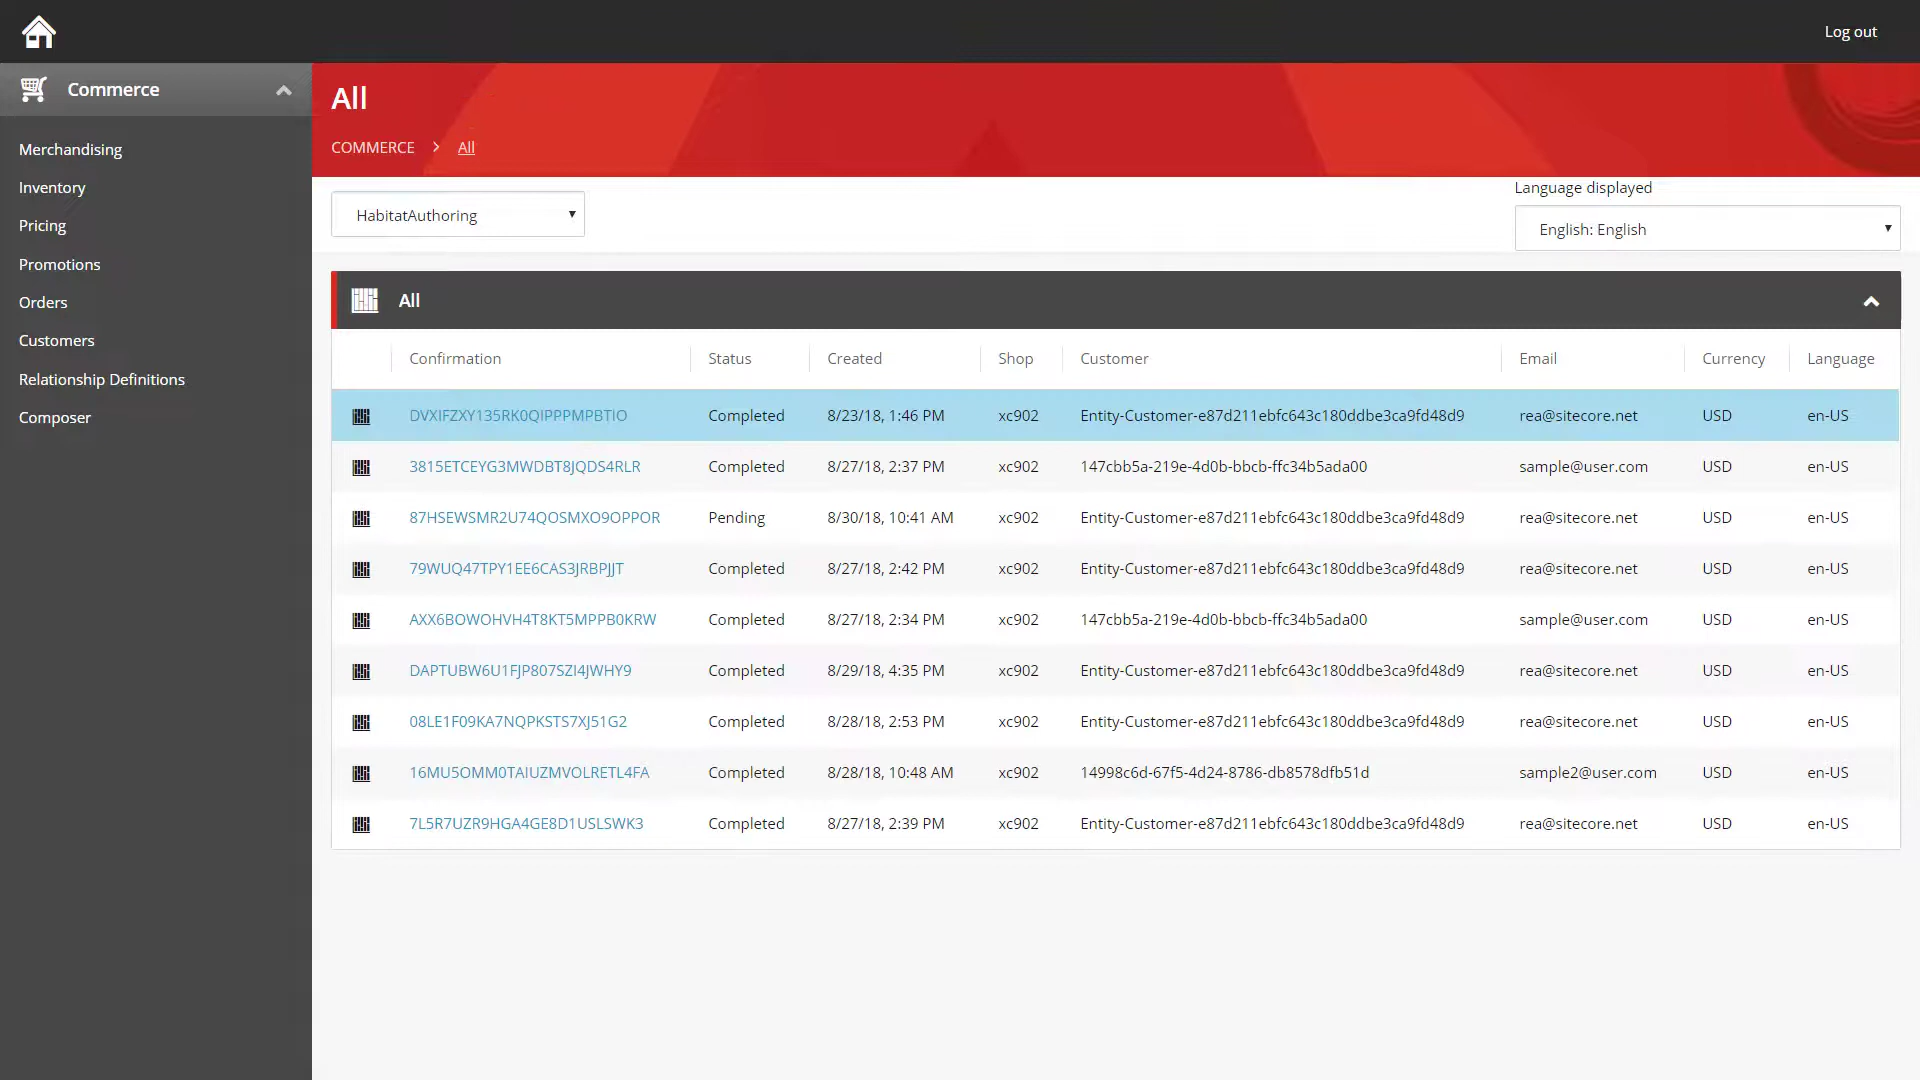 Log out
Commerce
Merchandising
Inventory
Pricing
Promotions
Orders
Customers
Relationship Definitions
Composer
All
COMMERCE > All
HabitatAuthoring
Language displayed
English: English
All
Confirmation Status Created Shop Customer Email Currency Language
DVXIFZXY135RK0QIPPPMPBTIO Completed 8/23/18, 1:46 PM xc902 Entity-Customer-e87d211ebfc643c180ddbe3ca9fd48d9 rea@sitecore.net USD en-US
3815ETCEYG3MWDBT8JQDS4RLR Completed 8/27/18, 2:37 PM xc902 147cbb5a-219e-4d0b-bbcb-ffc34b5ada00 sample@user.com USD en-US
87HSEWSMR2U74QOSMXO9OPPOR Pending 8/30/18, 10:41 AM xc902 Entity-Customer-e87d211ebfc643c180ddbe3ca9fd48d9 rea@sitecore.net USD en-US
79WUQ47TPY1EE6CAS3JRBPJJT Completed 8/27/18, 2:42 PM xc902 Entity-Customer-e87d211ebfc643c180ddbe3ca9fd48d9 rea@sitecore.net USD en-US
AXX6BOWOHVH4T8KT5MPPB0KRW Completed 8/27/18, 2:34 PM xc902 147cbb5a-219e-4d0b-bbcb-ffc34b5ada00 sample@user.com USD en-US
DAPTUBW6U1FJP807SZI4JWHY9 Completed 8/29/18, 4:35 PM xc902 Entity-Customer-e87d211ebfc643c180ddbe3ca9fd48d9 rea@sitecore.net USD en-US
08LE1F09KA7NQPKSTS7XJ51G2 Completed 8/28/18, 2:53 PM xc902 Entity-Customer-e87d211ebfc643c180ddbe3ca9fd48d9 rea@sitecore.net USD en-US
16MU5OMM0TAIUZMVOLRETL4FA Completed 8/28/18, 10:48 AM xc902 14998c6d-67f5-4d24-8786-db8578dfb51d sample2@user.com USD en-US
7L5R7UZR9HGA4GE8D1USLSWK3 Completed 8/27/18, 2:39 PM xc902 Entity-Customer-e87d211ebfc643c180ddbe3ca9fd48d9 rea@sitecore.net USD en-US